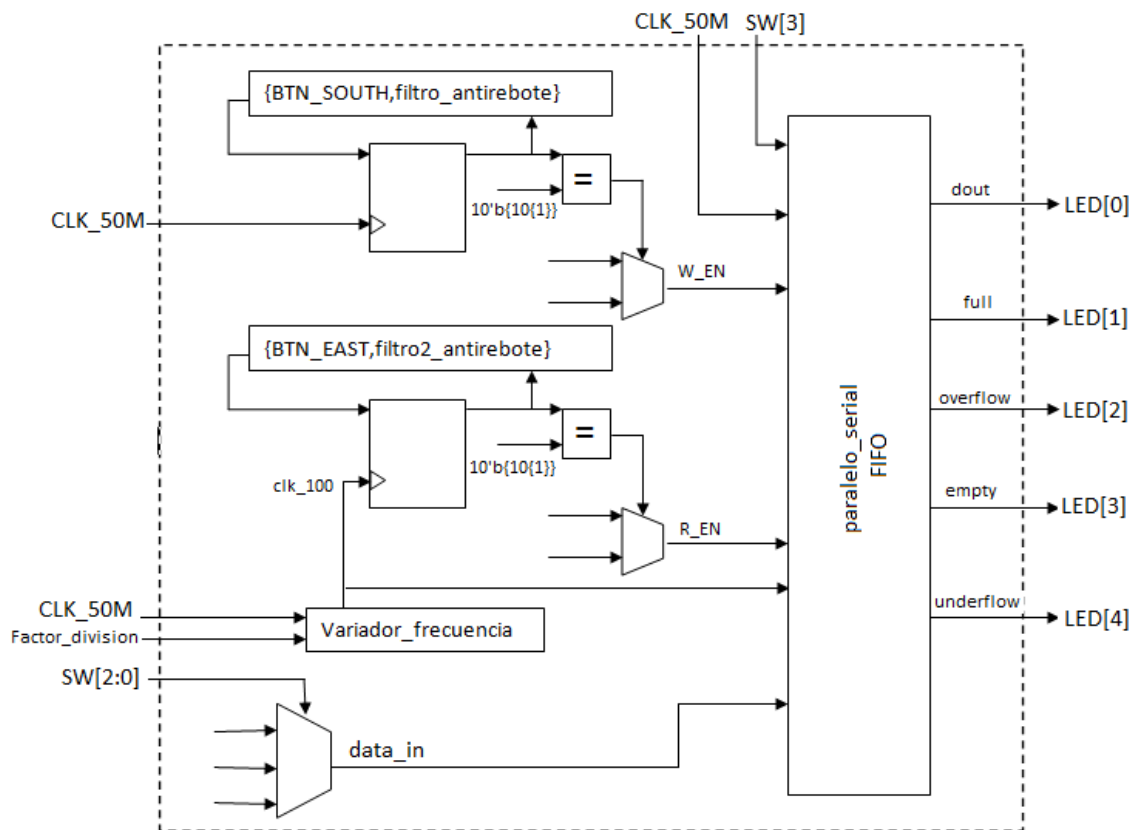 CLK_50M
SW[3]
{BTN_SOUTH,filtro_antirebote}
=
10'b{10{1}}
CLK_50M
W_EN
dout
LED[0]
full
LED[1]
{BTN_EAST,filtro2_antirebote}
=
10'b{10{1}}
clk_100
R_EN
overflow
LED[2]
paralelo_serial
FIFO
empty
LED[3]
underflow
LED[4]
CLK_50M
Factor_division
Variador_frecuencia
SW[2:0]
data_in